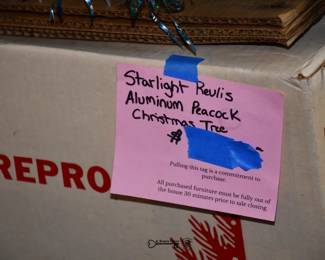 Starlight Revlis
Aluminum Peacock
Christmas Tree
$
REPRO
Pulling this tag is a commitment to
purchase.
All purchased furniture must be fully out of
the house 30 minutes prior to sale closing.